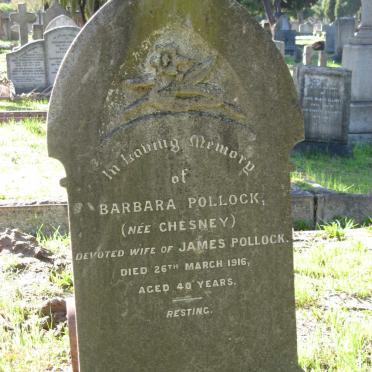 In Loving Memory
of
BARBARA POLLOCK,
(NÉE CHESNEY)
DEVOTED WIFE OF JAMES POLLOCK.
DIED 26TH MARCH 1916,
AGED 40 YEARS.
RESTING.